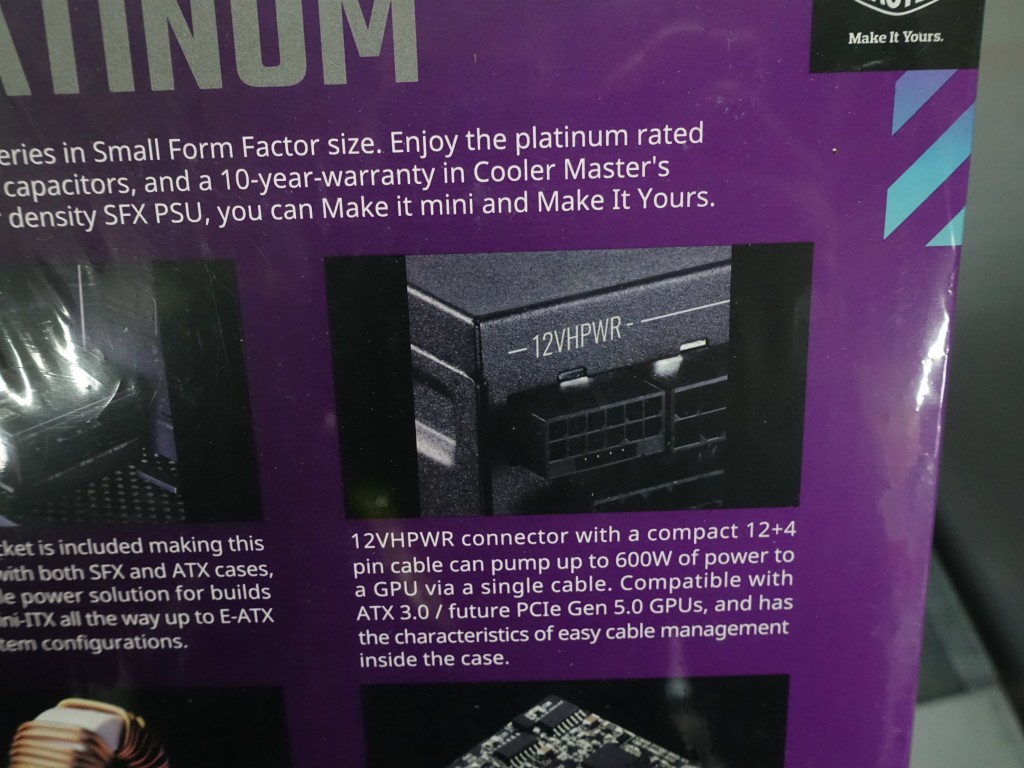 Make It Yours.
TINUM
eries in Small Form Factor size. Enjoy the platinum rated
capacitors, and a 10-year-warranty in Cooler Master's
density SFX PSU, you can Make it mini and Make It Yours.
12VHPWR
cket is included making this
with both SFX and ATX cases,
le power solution for builds
ni-ITX all the way up to E-ATX
tem configurations.
12VHPWR connector with a compact 12+4
pin cable can pump up to 600W of power to
a GPU via a single cable. Compatible with
ATX 3.0 / future PCIe Gen 5.0 GPUs, and has
the characteristics of easy cable management
inside the case.